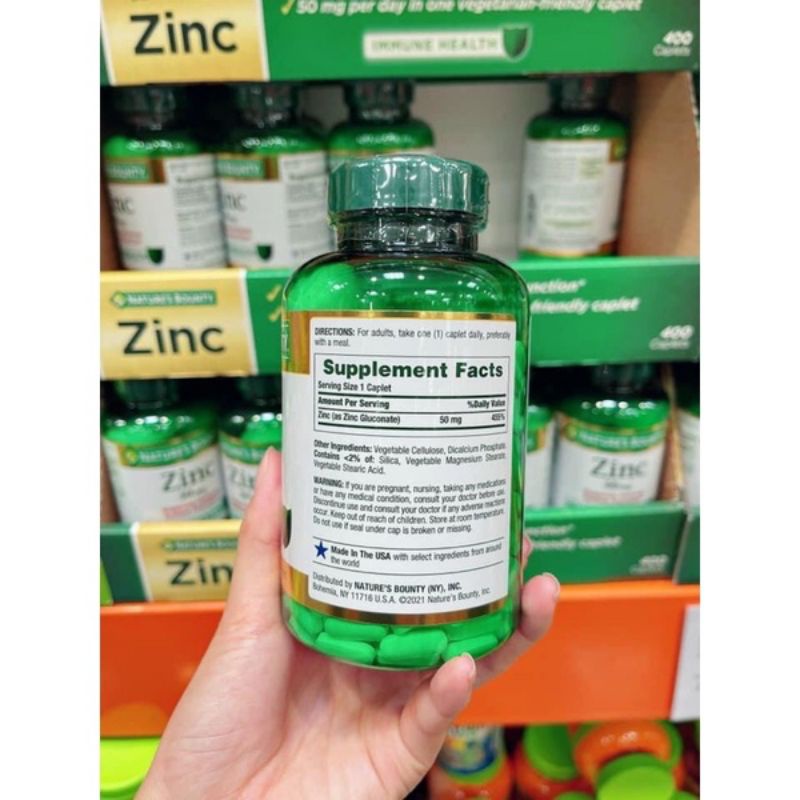 50 mg per day in one vegetarian-friendly caplet
Zinc
IMMUNE HEALTH
400
Caplets
NATURE'S BOUNTY
Zinc
friendly caplet
400
Caplets
DIRECTIONS: For adults, take one (1) caplet daily, preferably
with a meal.
Supplement Facts
Serving Size 1 Caplet
Amount Per Serving %Daily Value
Zinc (as Zinc Gluconate) 50 mg 455%
Other Ingredients: Vegetable Cellulose, Dicalcium Phosphate.
Contains <2% of: Silica, Vegetable Magnesium Stearate,
Vegetable Stearic Acid.
WARNING: If you are pregnant, nursing, taking any medications
or have any medical condition, consult your doctor before use.
Discontinue use and consult your doctor if any adverse reactions
occur. Keep out of reach of children. Store at room temperature.
Do not use if seal under cap is broken or missing.
Made In The USA with select ingredients from around
the world
Distributed by NATURE'S BOUNTY (NY), INC.
Bohemia, NY 11716 U.S.A. ©2021 Nature's Bounty, Inc.
Zinc
Zinc
NATURE'S BOUNTY
Zin
friendly caplet
400